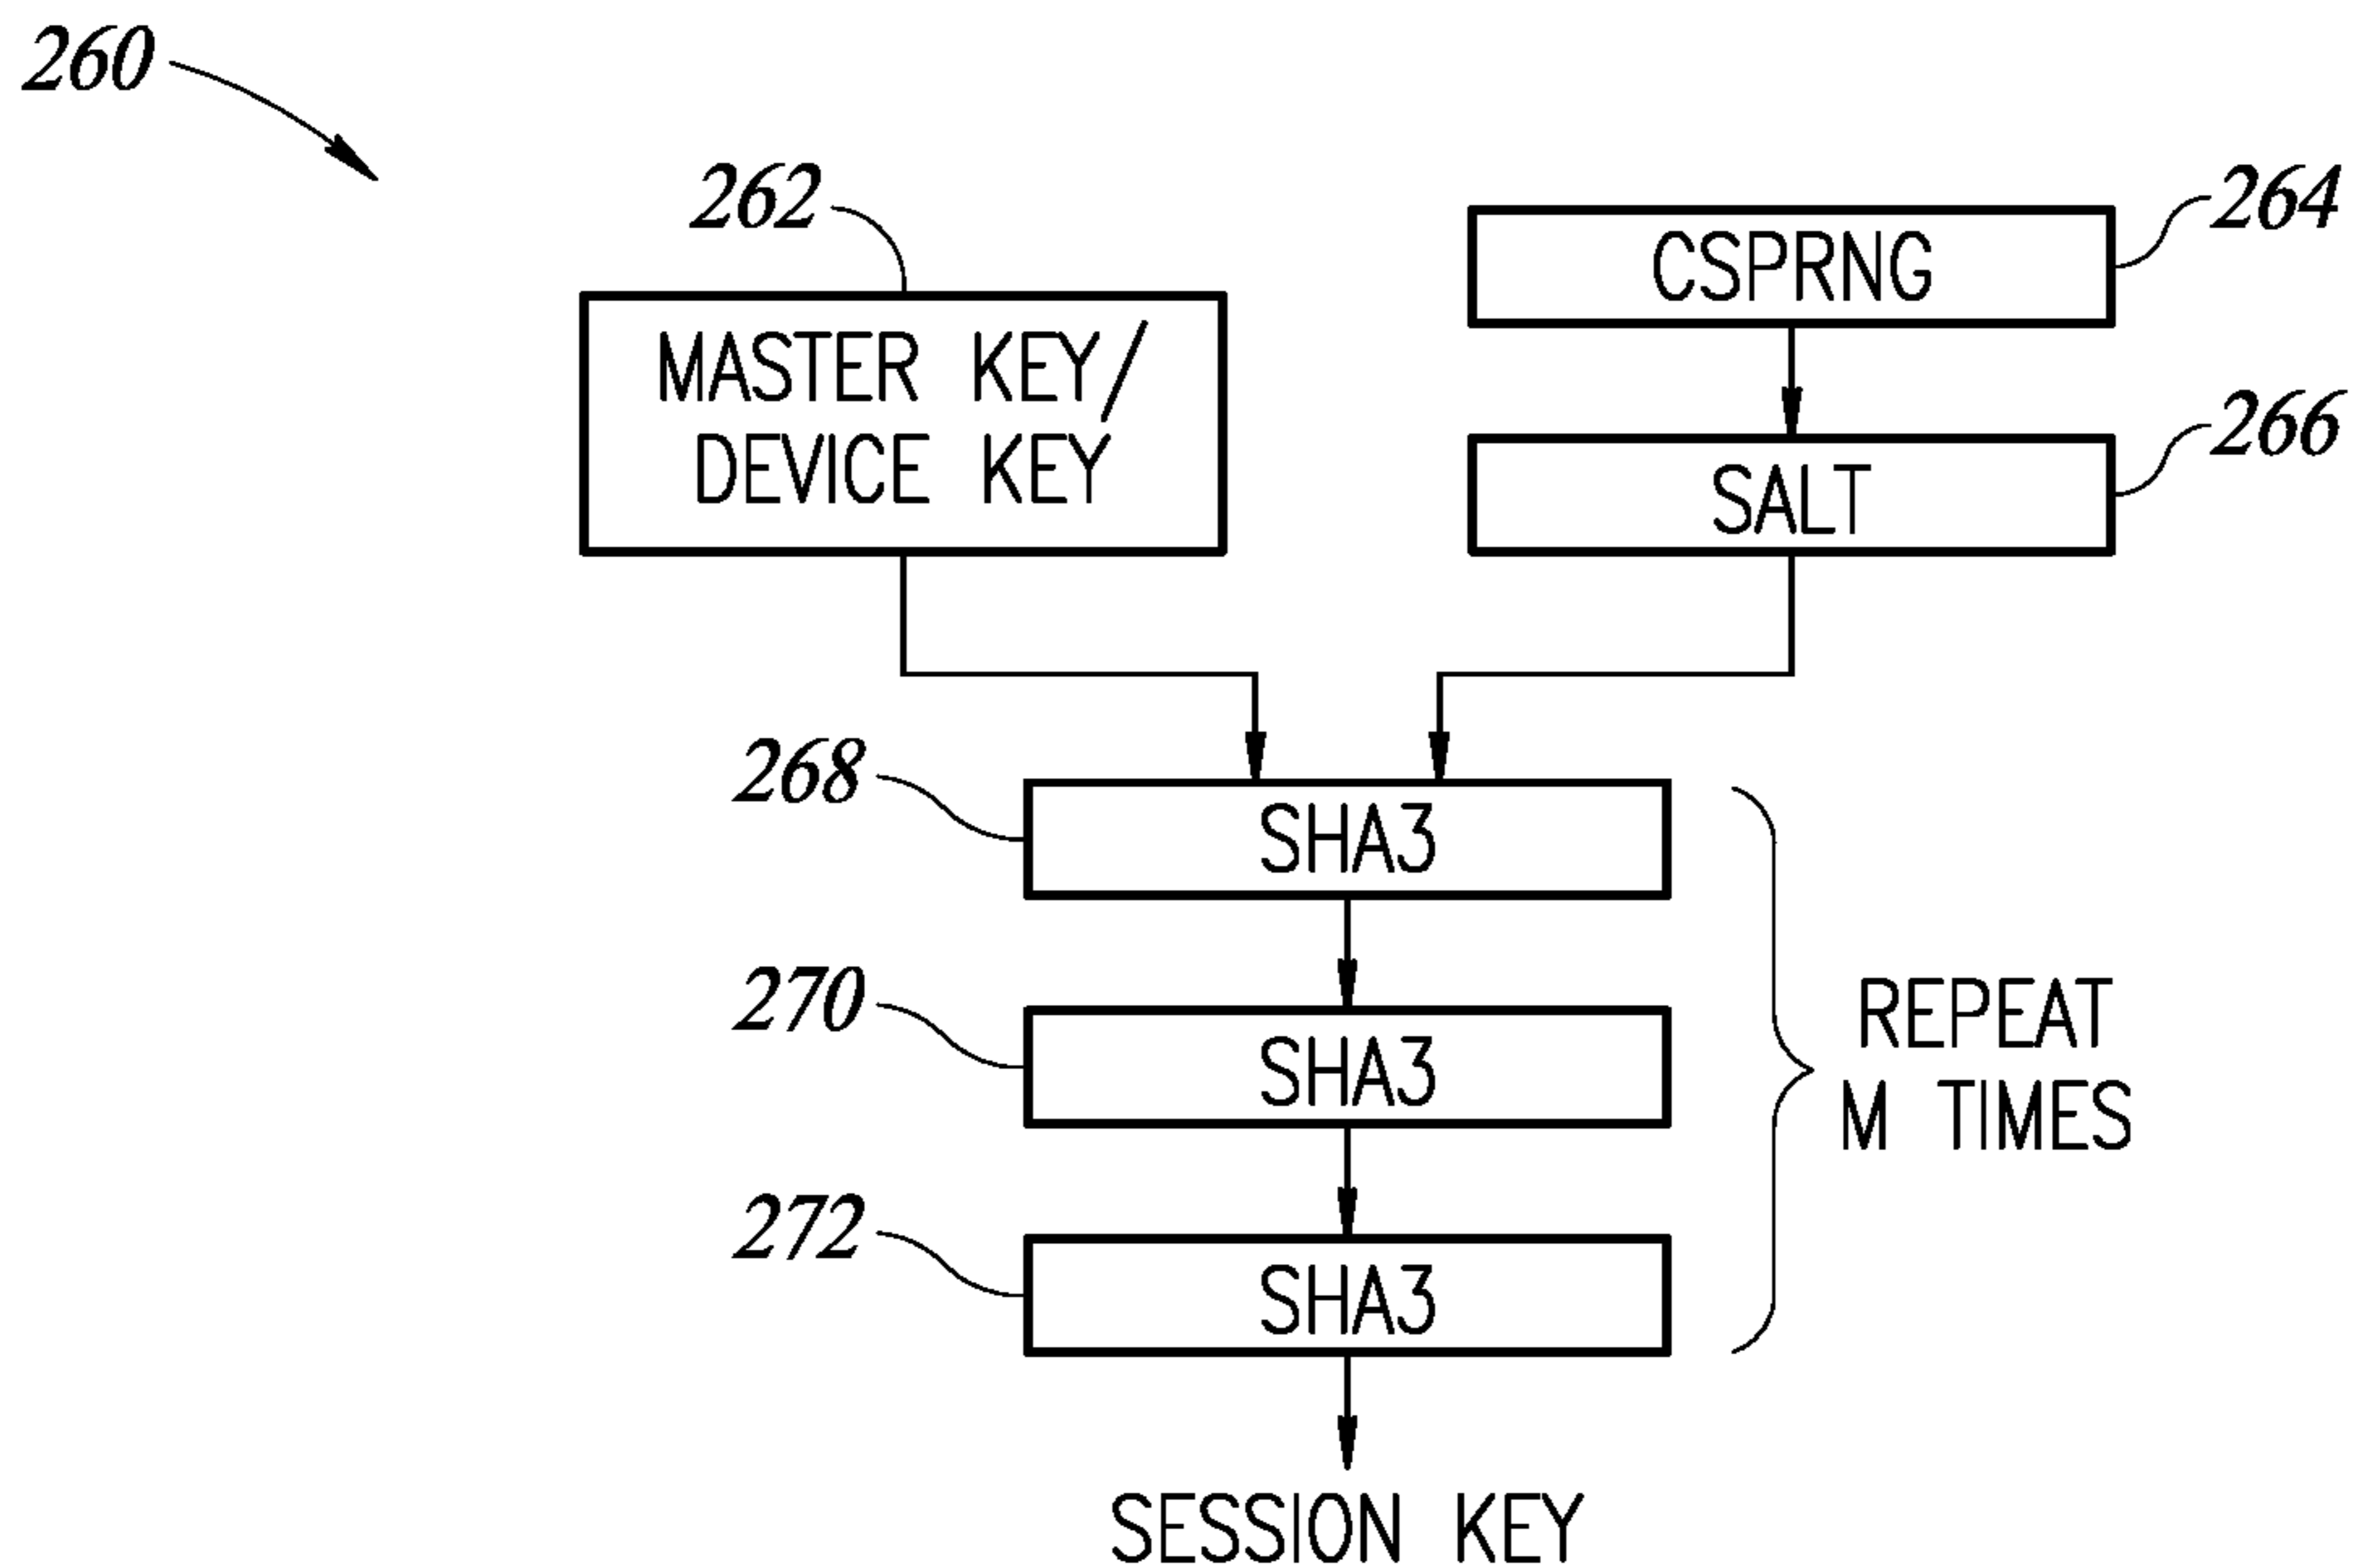 260
262
264
CSPRNG
MASTER KEY/
DEVICE KEY
266
SALT
268
SHA3
270
SHA3
REPEAT
M TIMES
272
SHA3
SESSION KEY